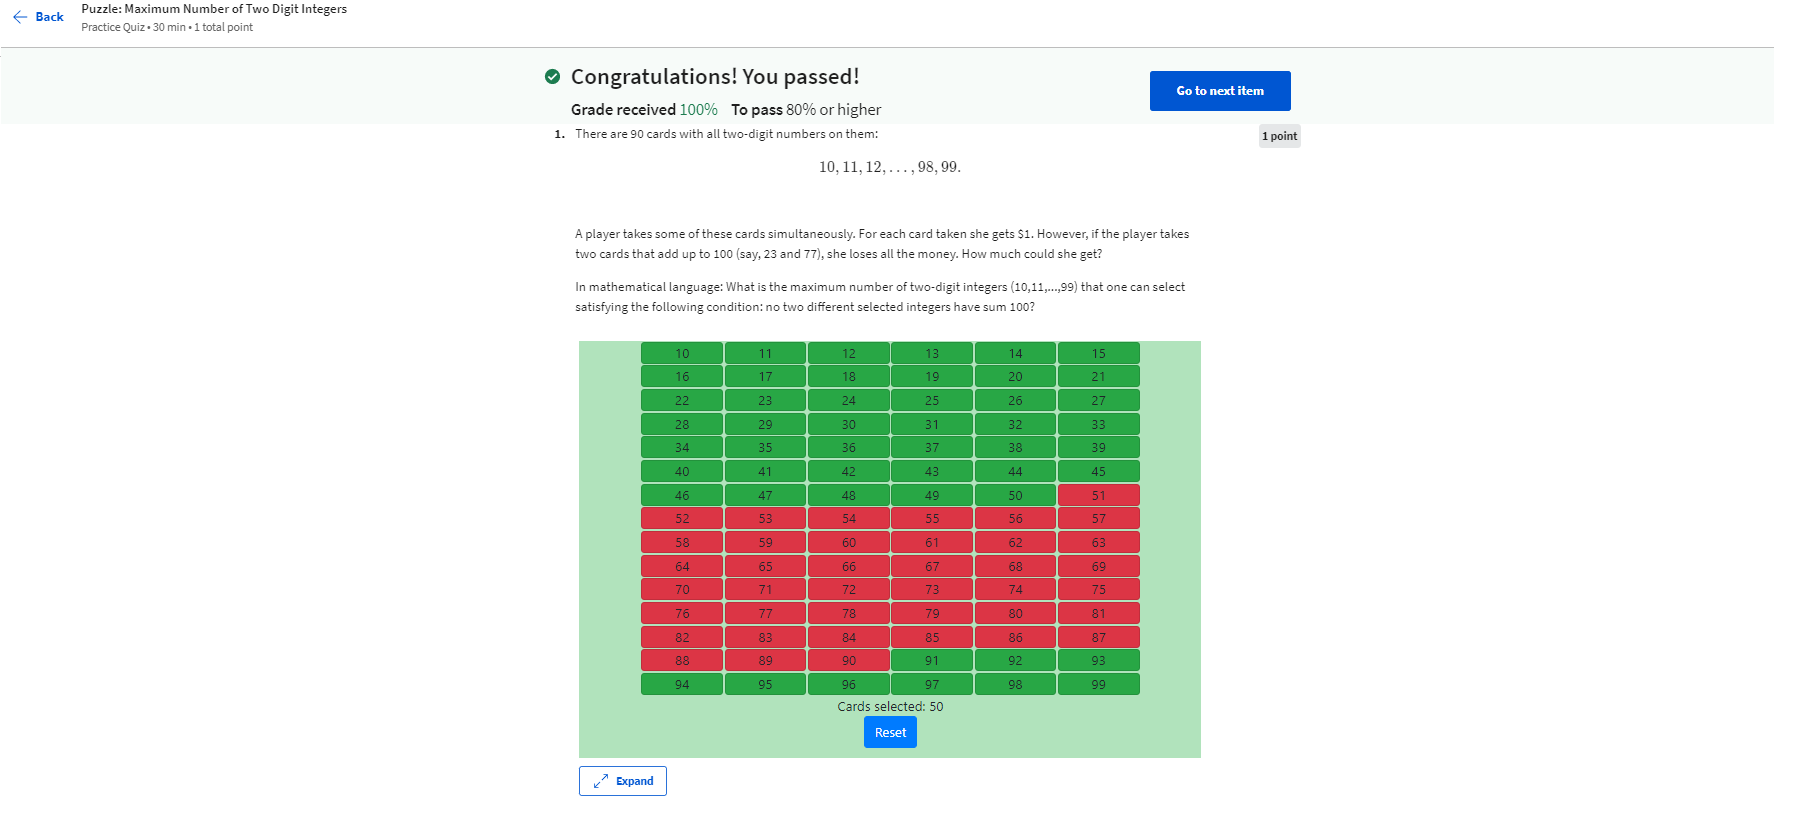 Back
Puzzle: Maximum Number of Two Digit Integers
Practice Quiz • 30 min • 1 total point
Congratulations! You passed!
Grade received 100% To pass 80% or higher
Go to next item
1. There are 90 cards with all two-digit numbers on them:
1 point
10, 11, 12, . . . , 98, 99.
A player takes some of these cards simultaneously. For each card taken she gets $1. However, if the player takes
two cards that add up to 100 (say, 23 and 77), she loses all the money. How much could she get?
In mathematical language: What is the maximum number of two-digit integers (10,11,...,99) that one can select
satisfying the following condition: no two different selected integers have sum 100?
10 11 12 13 14 15
16 17 18 19 20 21
22 23 24 25 26 27
28 29 30 31 32 33
34 35 36 37 38 39
40 41 42 43 44 45
46 47 48 49 50 51
52 53 54 55 56 57
58 59 60 61 62 63
64 65 66 67 68 69
70 71 72 73 74 75
76 77 78 79 80 81
82 83 84 85 86 87
88 89 90 91 92 93
94 95 96 97 98 99
Cards selected: 50
Reset
Expand